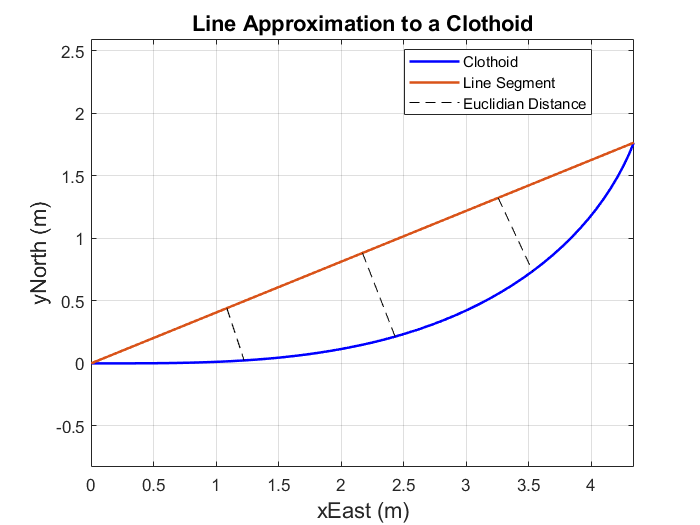 Line Approximation to a Clothoid
Clothoid
Line Segment
Euclidian Distance
yNorth (m)
2.5
2
1.5
1
0.5
0
-0.5
0 0.5 1 1.5 2 2.5 3 3.5 4
xEast (m)